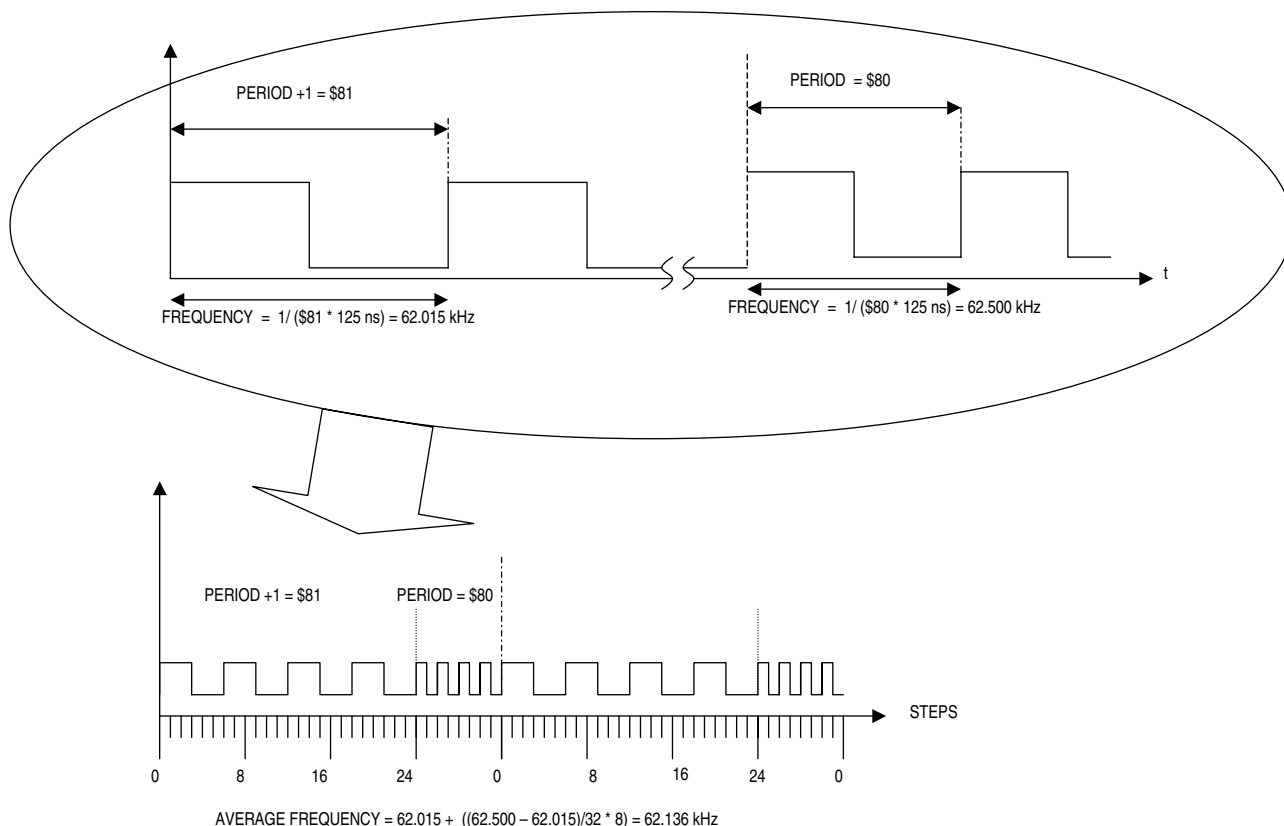 PERIOD +1 = $81
PERIOD = $80
t
FREQUENCY = 1/ ($81 * 125 ns) = 62.015 kHz
FREQUENCY = 1/ ($80 * 125 ns) = 62.500 kHz
PERIOD +1 = $81
PERIOD = $80
STEPS
0 8 16 24 0 8 16 24 0
AVERAGE FREQUENCY = 62.015 + ((62.500 – 62.015)/32 * 8) = 62.136 kHz